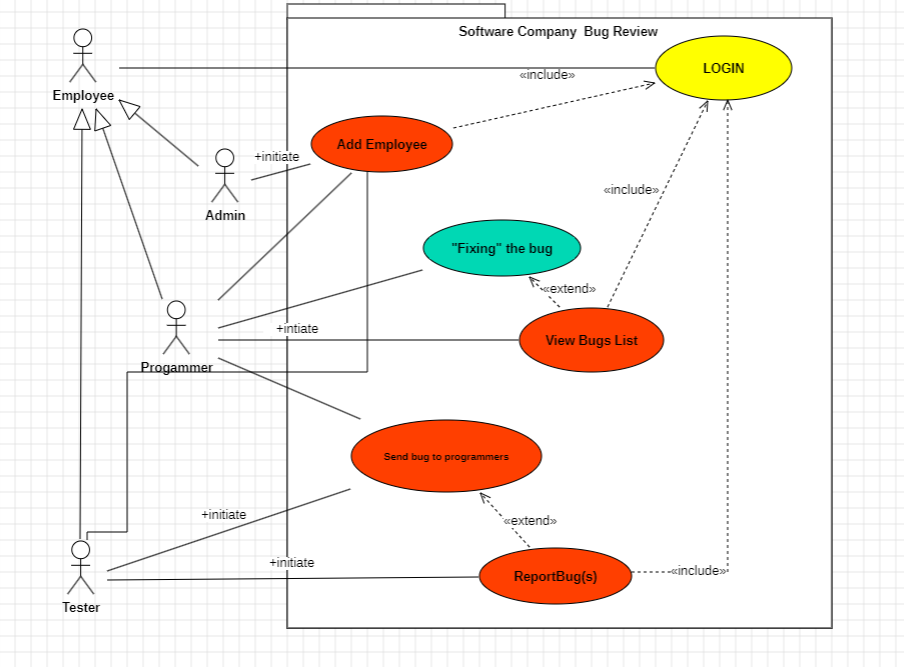 Software Company Bug Review
LOGIN
«include»
Employee
Add Employee
+initiate
«include»
Admin
"Fixing" the bug
«extend»
+intiate
View Bugs List
Progammer
Send bug to programmers
+initiate
«extend»
+initiate
«include»
ReportBug(s)
Tester